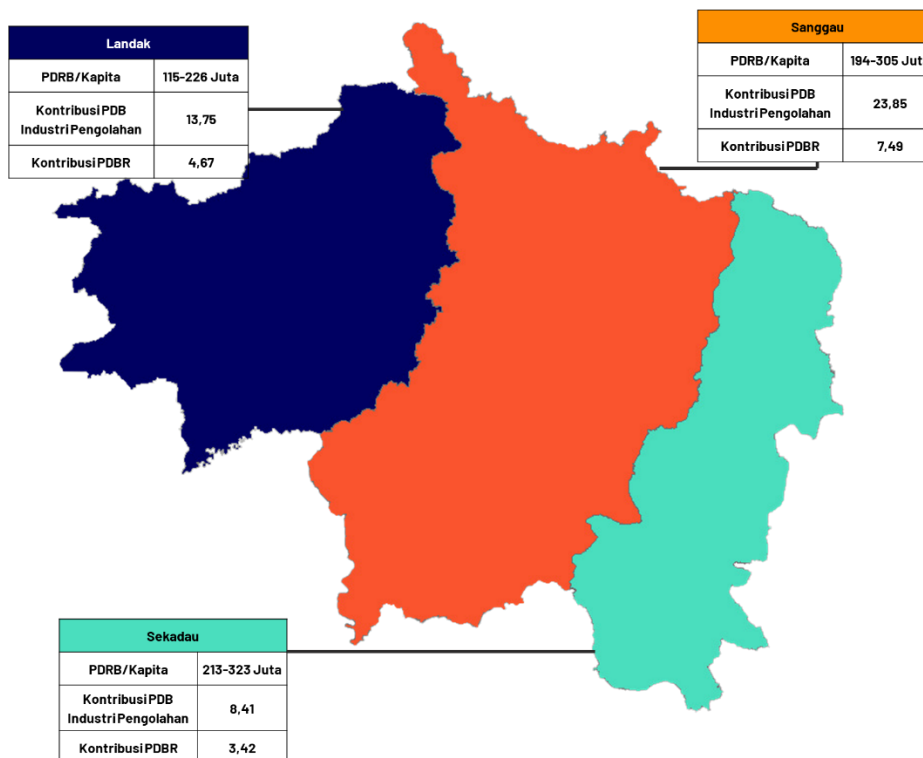 Landak
PDRB/Kapita 115-226 Juta
Kontribusi PDB
Industri Pengolahan 13,75
Kontribusi PDBR 4,67
Sanggau
PDRB/Kapita 194-305 Jut
Kontribusi PDB
Industri Pengolahan 23,85
Kontribusi PDBR 7,49
Sekadau
PDRB/Kapita 213-323 Juta
Kontribusi PDB
Industri Pengolahan 8,41
Kontribusi PDBR 3,42